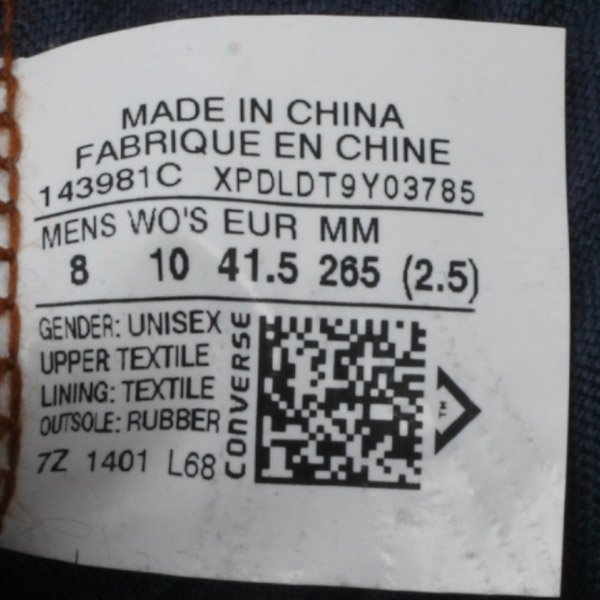 MADE IN CHINA
FABRIQUE EN CHINE
143981C XPDLDT9Y03785
MENS WO'S EUR MM
8 10 41.5 265 (2.5)
GENDER: UNISEX
UPPER TEXTILE
LINING: TEXTILE
OUTSOLE: RUBBER
7Z 1401 L68
CONVERSE
TM